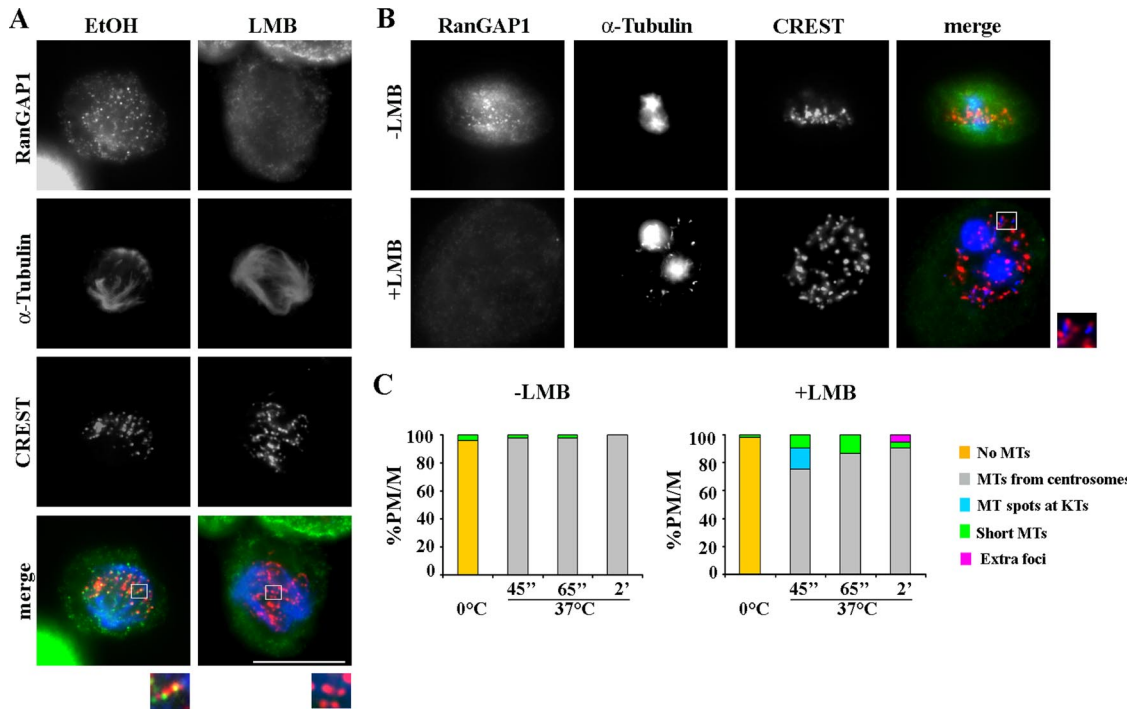 A
EtOH LMB
RanGAP1
α-Tubulin
CREST
merge
B
RanGAP1 α-Tubulin CREST merge
-LMB
+LMB
C
-LMB +LMB
%PM/M
100
80
60
40
20
0
0°C
45’’ 65’’ 2’
37°C
%PM/M
100
80
60
40
20
0
0°C
45’’ 65’’ 2’
37°C
No MTs
MTs from centrosomes
MT spots at KTs
Short MTs
Extra foci